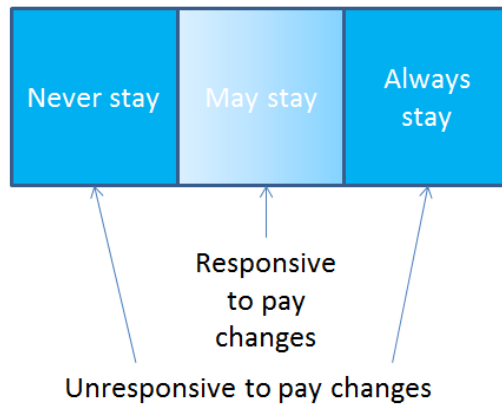 Never stay
May stay
Always
stay
Responsive
to pay
changes
Unresponsive to pay changes